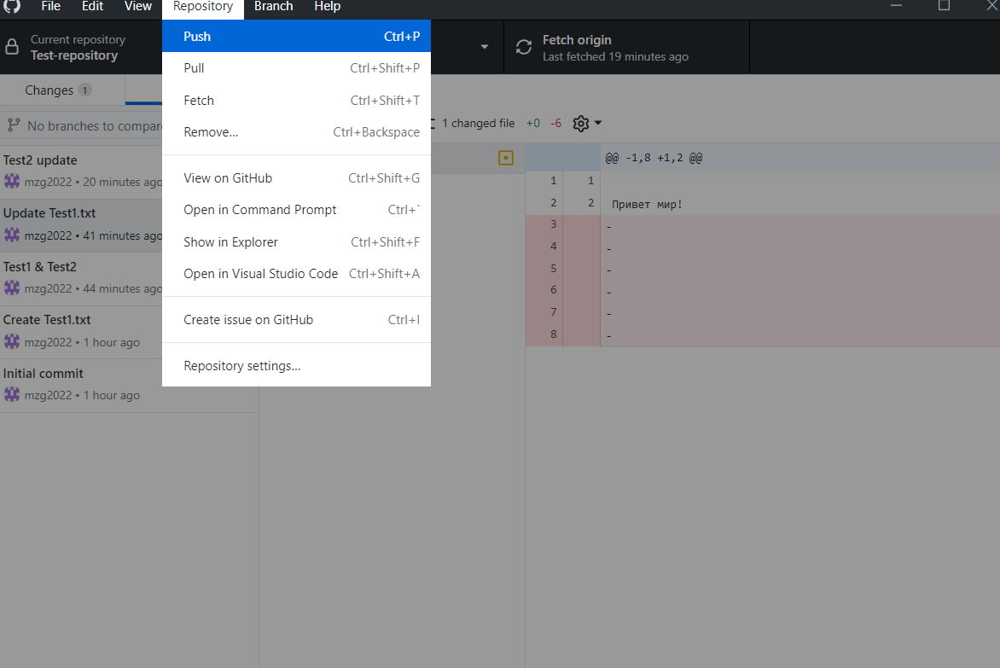 File Edit View Repository Branch Help
Current repository
Test-repository
Fetch origin
Last fetched 19 minutes ago
Push Ctrl+P
Pull Ctrl+Shift+P
Fetch Ctrl+Shift+T
Remove... Ctrl+Backspace
View on GitHub Ctrl+Shift+G
Open in Command Prompt Ctrl+`
Show in Explorer Ctrl+Shift+F
Open in Visual Studio Code Ctrl+Shift+A
Create issue on GitHub Ctrl+I
Repository settings...
Changes 1
No branches to compare
Test2 update
mzg2022 • 20 minutes ago
Update Test1.txt
mzg2022 • 41 minutes ago
Test1 & Test2
mzg2022 • 44 minutes ago
Create Test1.txt
mzg2022 • 1 hour ago
Initial commit
mzg2022 • 1 hour ago
1 changed file +0 -6
@@ -1,8 +1,2 @@
1 1
2 2 Привет мир!
3 -
4 -
5 -
6 -
7 -
8 -